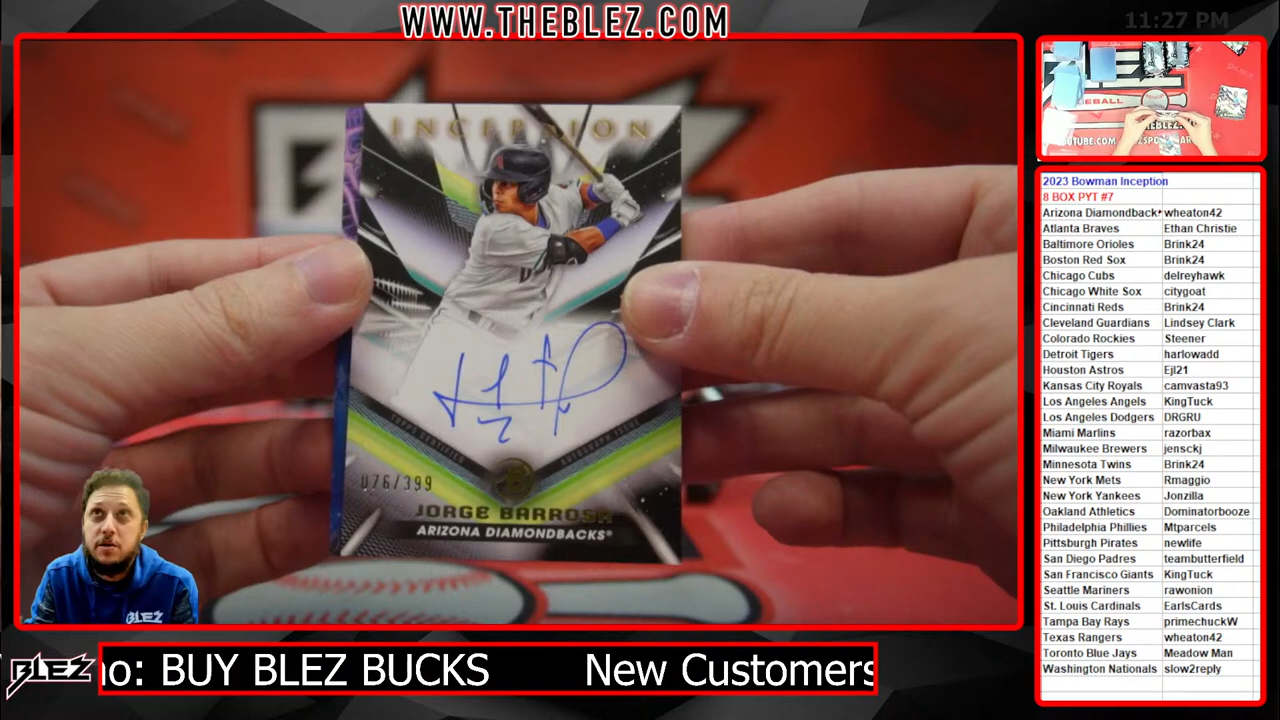 WWW.THEBLEZ.COM
11:27 PM
INCEPTION
076/399
JORGE BARROSA
ARIZONA DIAMONDBACKS
BLEZ
BLEZ
no: BUY BLEZ BUCKS New Customers
2023 Bowman Inception
8 BOX PYT #7
Arizona Diamondback wheaton42
Atlanta Braves Ethan Christie
Baltimore Orioles Brink24
Boston Red Sox Brink24
Chicago Cubs delreyhawk
Chicago White Sox citygoat
Cincinnati Reds Brink24
Cleveland Guardians Lindsey Clark
Colorado Rockies Steener
Detroit Tigers harlowadd
Houston Astros Ejl21
Kansas City Royals camvasta93
Los Angeles Angels KingTuck
Los Angeles Dodgers DRGRU
Miami Marlins razorbax
Milwaukee Brewers jensckj
Minnesota Twins Brink24
New York Mets Rmaggio
New York Yankees Jonzilla
Oakland Athletics Dominatorbooze
Philadelphia Phillies Mtparcels
Pittsburgh Pirates newlife
San Diego Padres teambutterfield
San Francisco Giants KingTuck
Seattle Mariners rawonion
St. Louis Cardinals EarlsCards
Tampa Bay Rays primechuckW
Texas Rangers wheaton42
Toronto Blue Jays Meadow Man
Washington Nationals slow2reply